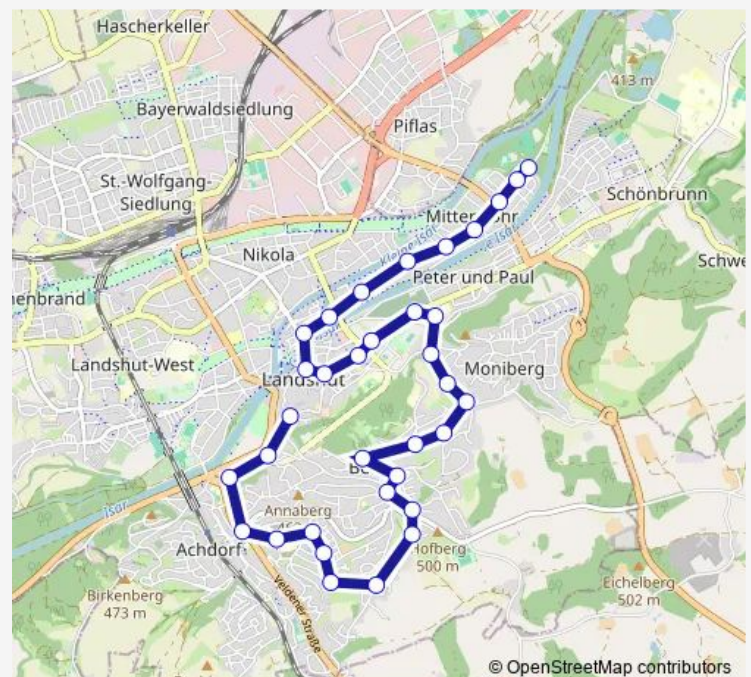 Hascherkeller
413 m
Bayerwaldsiedlung
Piflas
St.-Wolfgang-
Siedlung
Schönbrunn
Nikola
Kleine Isar
Peter und Paul
Landshut-West
Moniberg
Landshut
Isar
Annaberg
Achdorf
Hofberg
500 m
Birkenberg
473 m
Veldener Straße
Eichelberg
502 m
© OpenStreetMap contributors